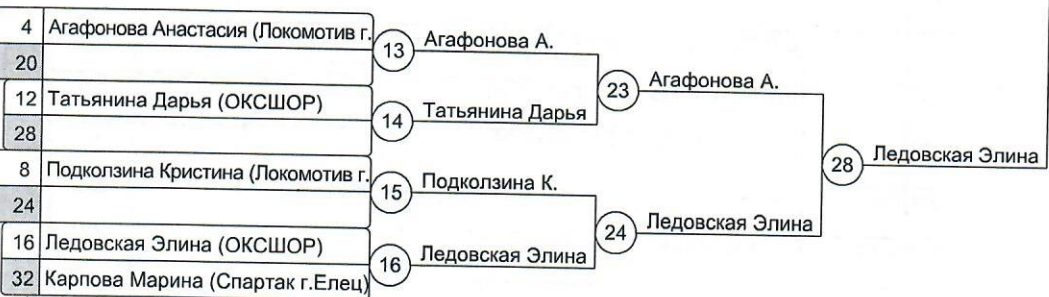 4 Агафонова Анастасия (Локомотив г.
13 Агафонова А.
20
23 Агафонова А.
12 Татьянина Дарья (ОКСШОР)
14 Татьянина Дарья
28
28 Ледовская Элина
8 Подколзина Кристина (Локомотив г.
15 Подколзина К.
24
24 Ледовская Элина
16 Ледовская Элина (ОКСШОР)
16 Ледовская Элина
32 Карпова Марина (Спартак г.Елец)